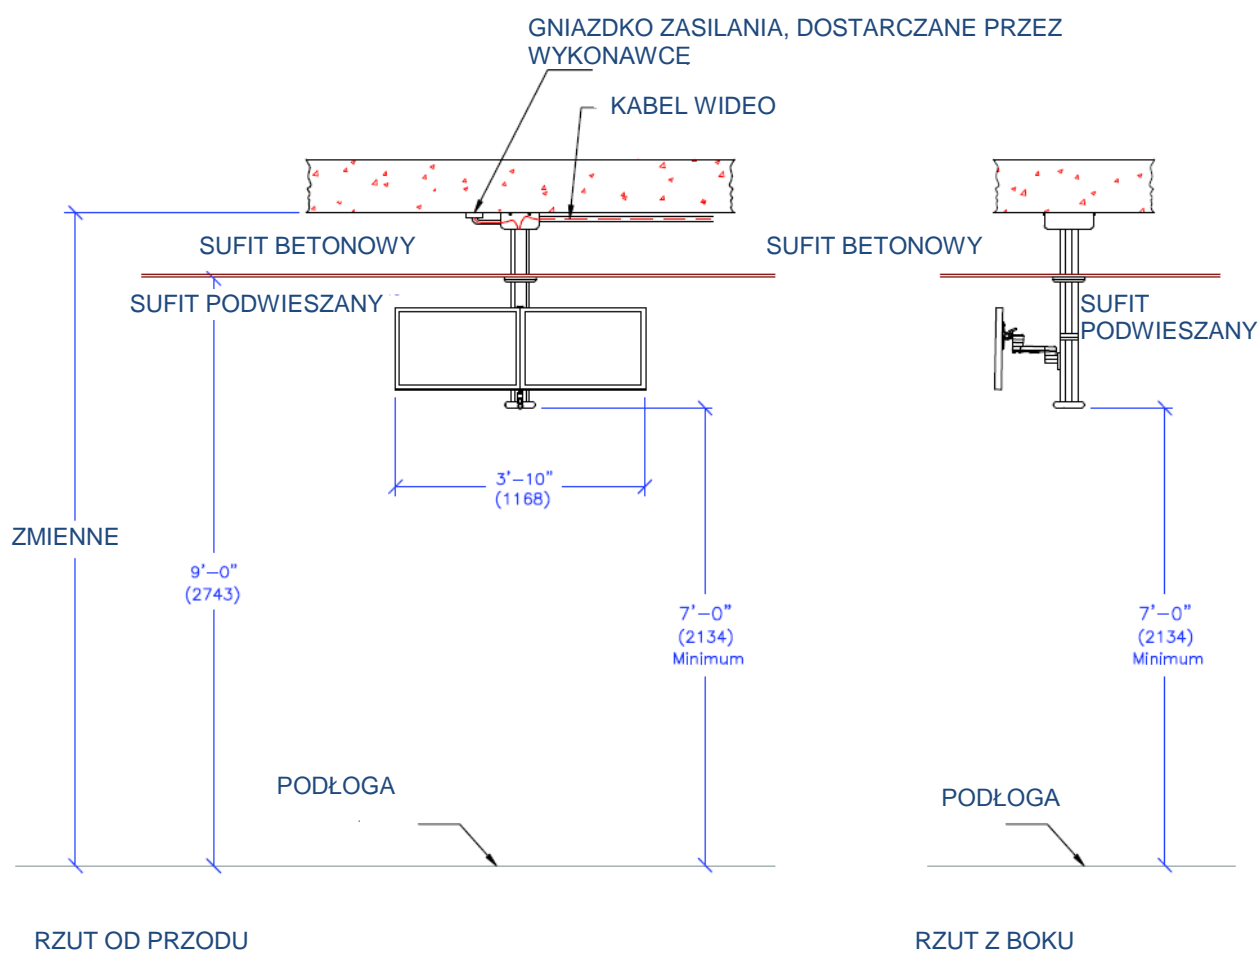 GNIAZDKO ZASILANIA, DOSTARCZANE PRZEZ
WYKONAWCĘ
KABEL WIDEO
SUFIT BETONOWY
SUFIT BETONOWY
SUFIT PODWIESZANY
SUFIT
PODWIESZANY
3'-10"
(1168)
ZMIENNE
9'-0"
(2743)
7'-0"
(2134)
Minimum
7'-0"
(2134)
Minimum
PODŁOGA
PODŁOGA
RZUT OD PRZODU
RZUT Z BOKU